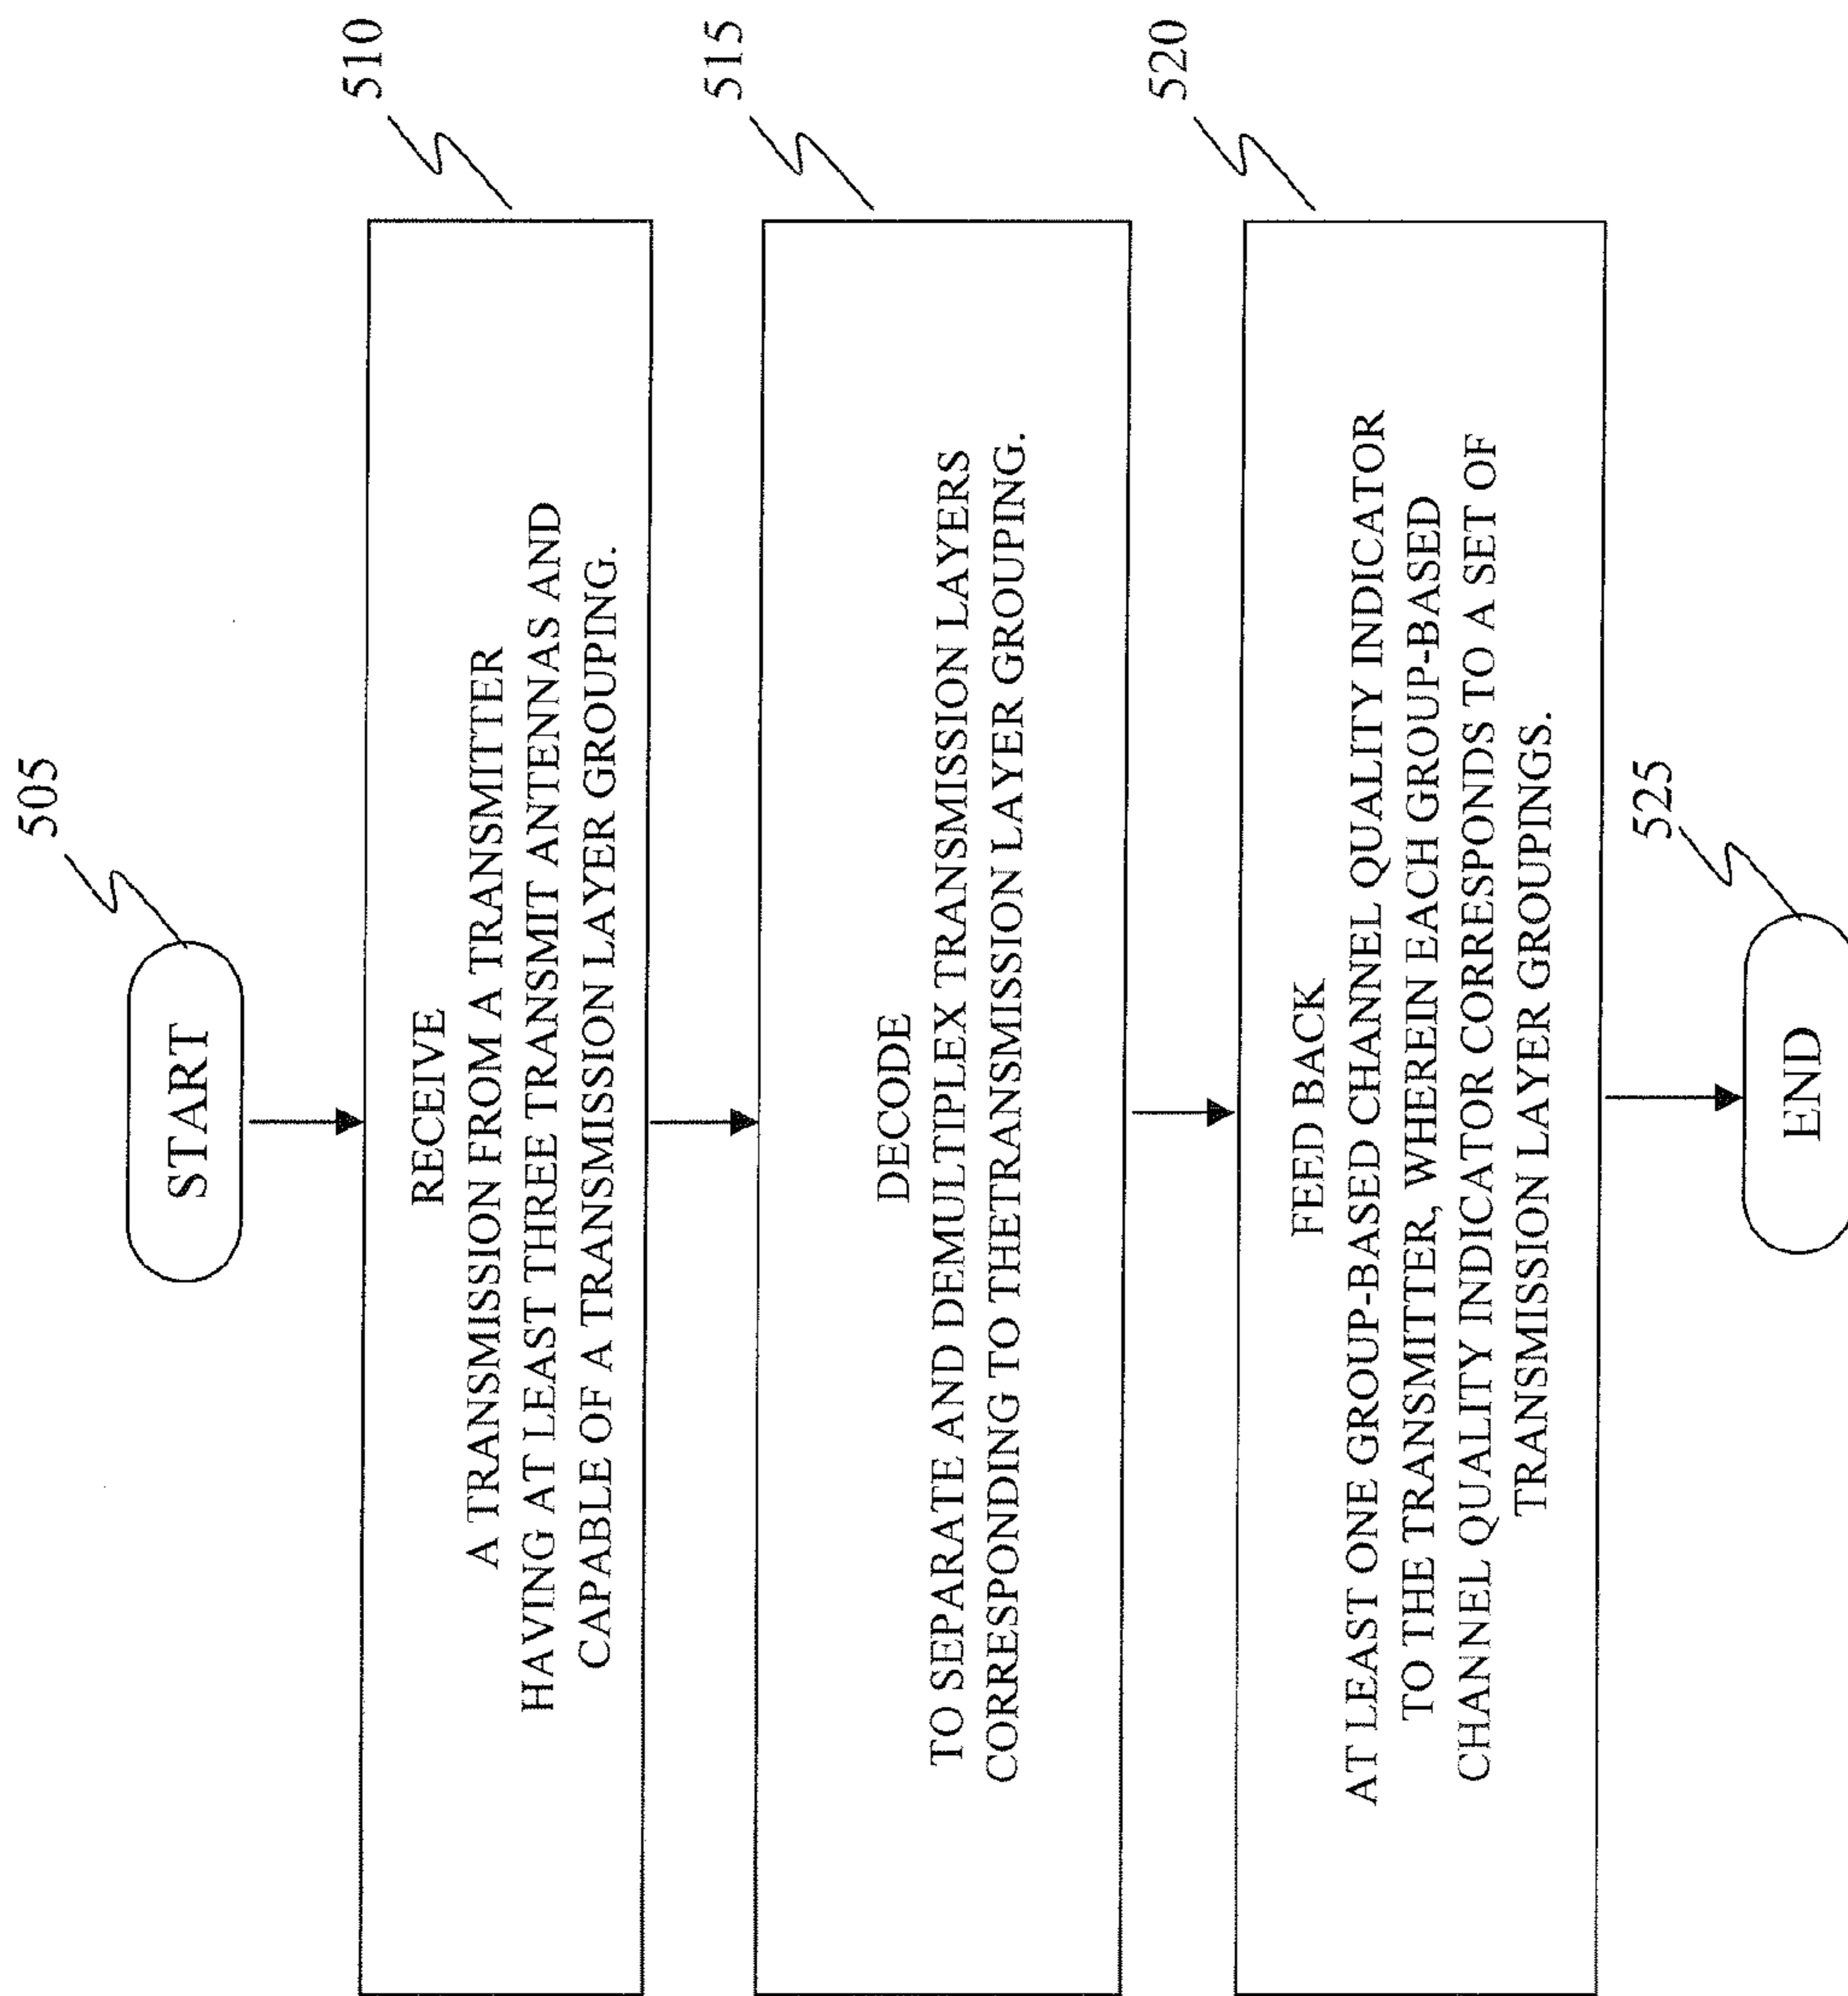 505
START
510
RECEIVE
A TRANSMISSION FROM A TRANSMITTER
HAVING AT LEAST THREE TRANSMIT ANTENNAS AND
CAPABLE OF A TRANSMISSION LAYER GROUPING.
515
DECODE
TO SEPARATE AND DEMULTIPLEX TRANSMISSION LAYERS
CORRESPONDING TO THETRANSMISSION LAYER GROUPING.
520
FEED BACK
AT LEAST ONE GROUP-BASED CHANNEL QUALITY INDICATOR
TO THE TRANSMITTER, WHEREIN EACH GROUP-BASED
CHANNEL QUALITY INDICATOR CORRESPONDS TO A SET OF
TRANSMISSION LAYER GROUPINGS.
525
END